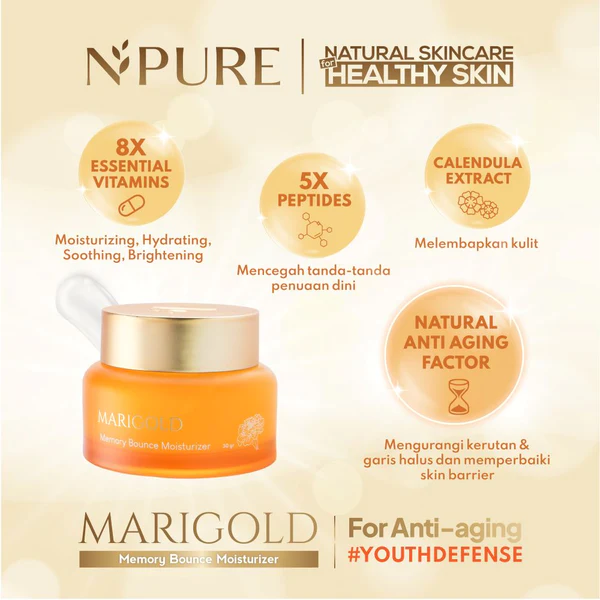 NPURE
NATURAL SKINCARE
for HEALTHY SKIN
8X
ESSENTIAL
VITAMINS
Moisturizing, Hydrating,
Soothing, Brightening
5X
PEPTIDES
Mencegah tanda-tanda
penuaan dini
CALENDULA
EXTRACT
Melembapkan kulit
NATURAL
ANTI AGING
FACTOR
Mengurangi kerutan &
garis halus dan memperbaiki
skin barrier
MARIGOLD
Memory Bounce Moisturizer
MARIGOLD
Memory Bounce Moisturizer
For Anti-aging
#YOUTHDEFENSE